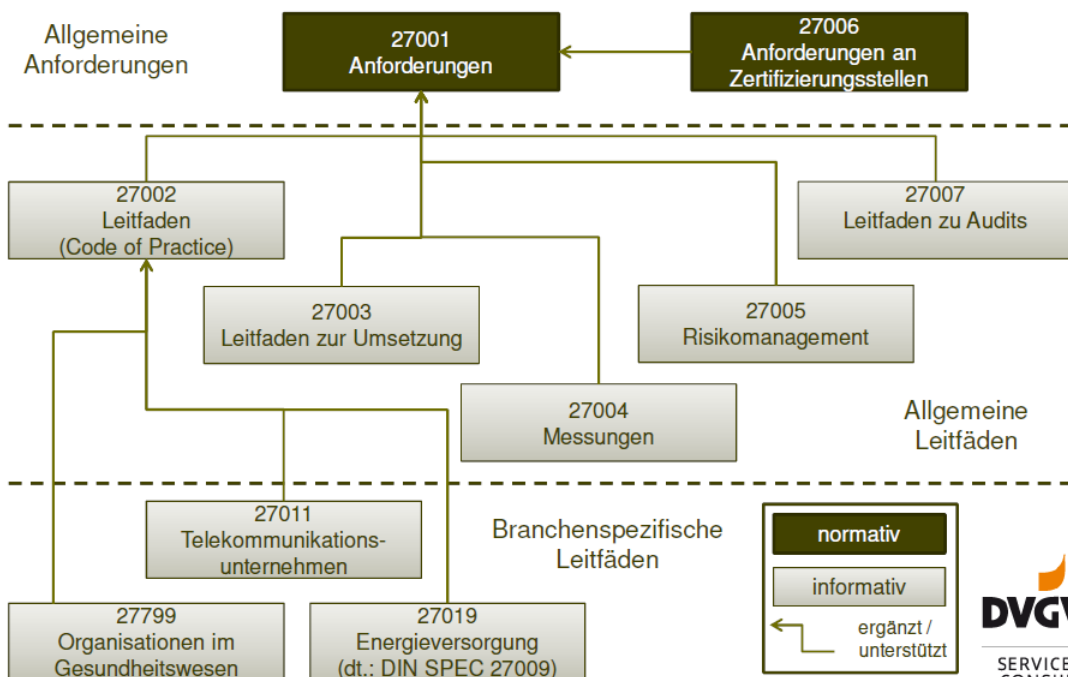 Allgemeine
Anforderungen
27001
Anforderungen
27006
Anforderungen an
Zertifizierungsstellen
27002
Leitfaden
(Code of Practice)
27007
Leitfaden zu Audits
27003
Leitfaden zur Umsetzung
27005
Risikomanagement
27004
Messungen
Allgemeine
Leitfäden
27011
Telekommunikations-
unternehmen
Branchenspezifische
Leitfäden
normativ
informativ
ergänzt /
unterstützt
27799
Organisationen im
Gesundheitswesen
27019
Energieversorgung
(dt.: DIN SPEC 27009)
DVG
SERVICE